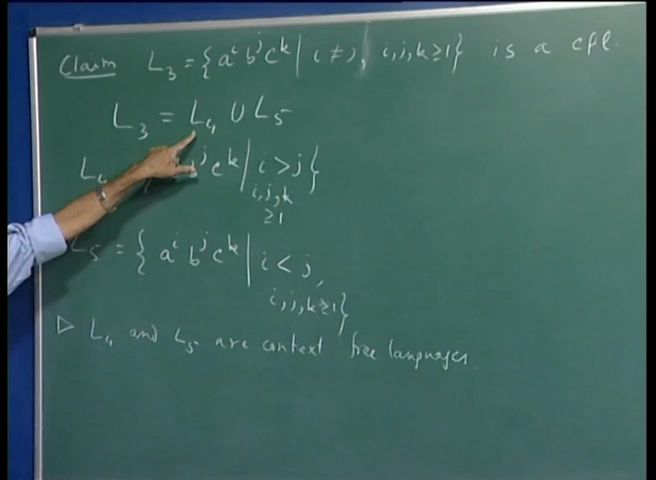 Claim L₃ = { aⁱ bʲ cᵏ | i ≠ j, i, j, k ≥ 1 } is a cfl.
L₃ = L₄ ∪ L₅
L₄ bʲ cᵏ | i > j }
i, j, k
≥ 1
L₅ = { aⁱ bʲ cᵏ | i < j,
i, j, k ≥ 1 }
▷ L₄ and L₅ are context free languages.